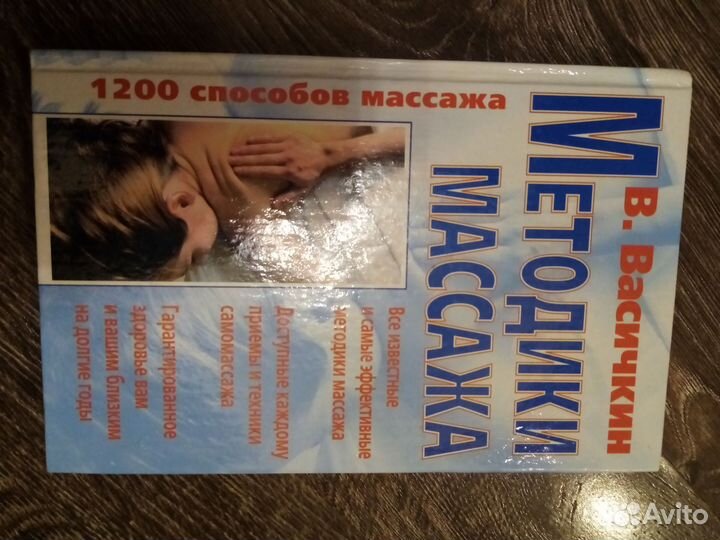 В. Васичкин
МЕТОДИКИ
МАССАЖА
1200 способов массажа
Все известные
и самые эффективные
методики массажа
Доступные каждому
приемы и техники
самомассажа
Гарантированное
здоровье вам
и вашим близким
на долгие годы
Avito